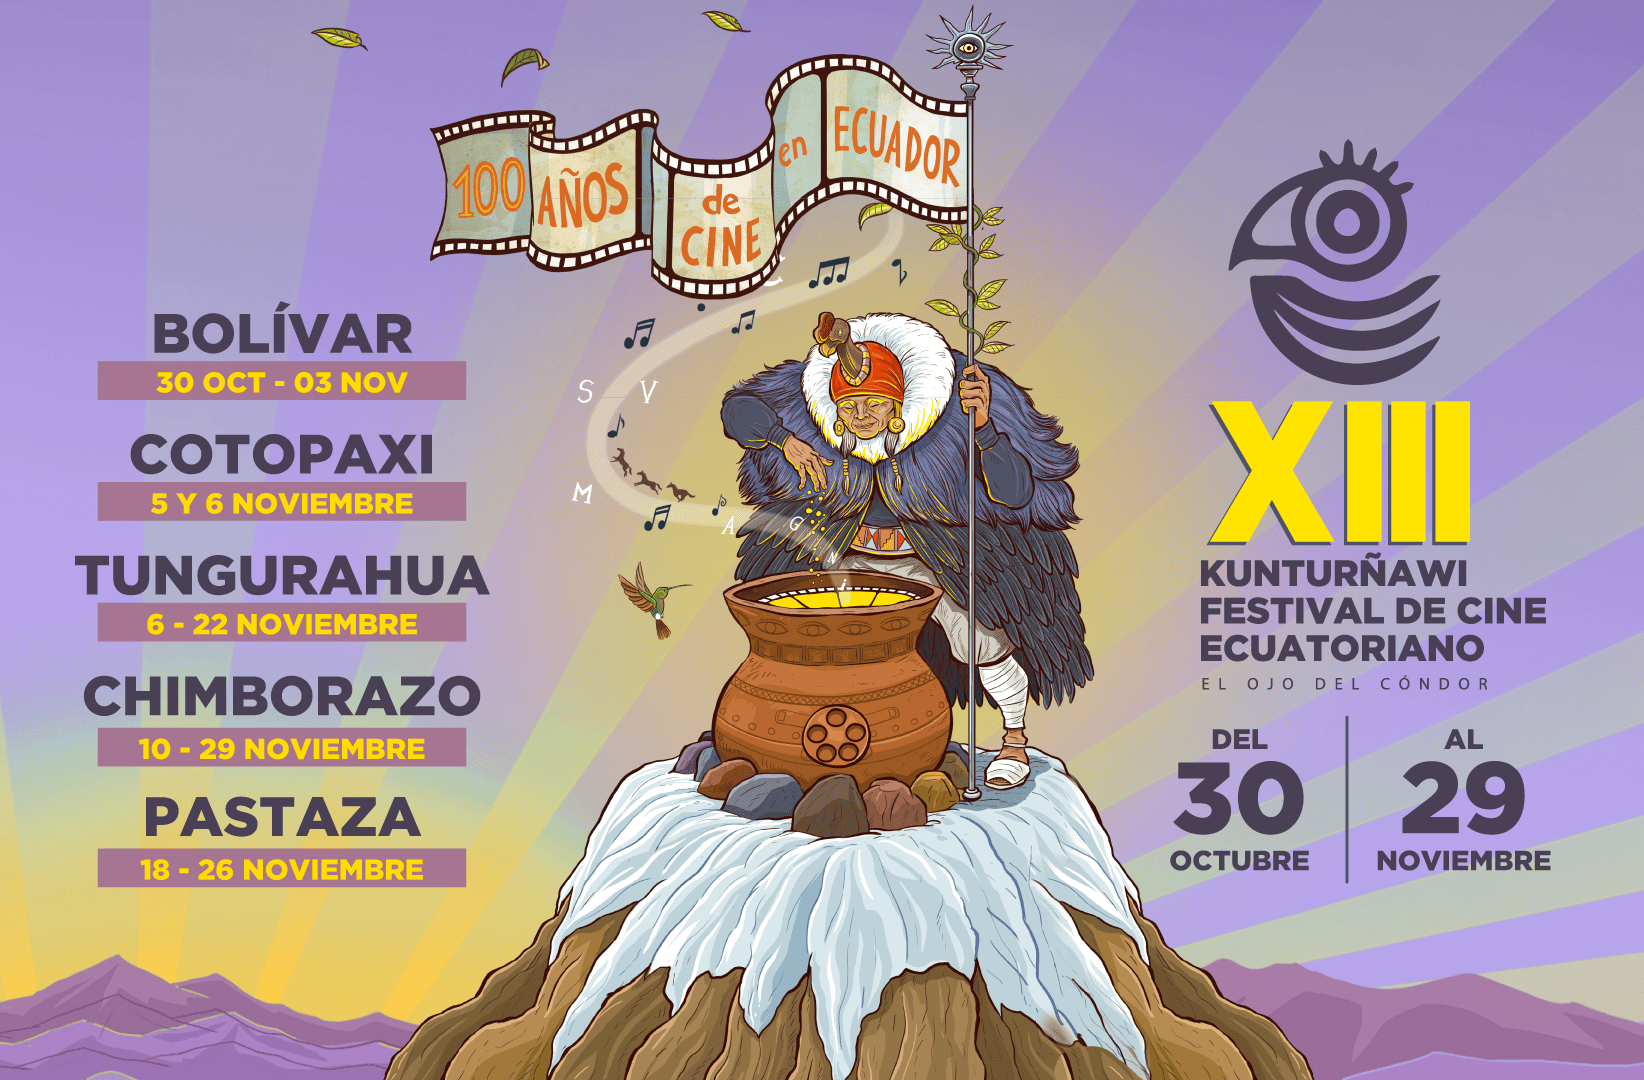 100 AÑOS de CINE en ECUADOR
BOLÍVAR
30 OCT - 03 NOV
COTOPAXI
5 Y 6 NOVIEMBRE
TUNGURAHUA
6 - 22 NOVIEMBRE
CHIMBORAZO
10 - 29 NOVIEMBRE
PASTAZA
18 - 26 NOVIEMBRE
S V
M
A G I N
XIII
KUNTURÑAWI
FESTIVAL DE CINE
ECUATORIANO
EL OJO DEL CÓNDOR
DEL
30
OCTUBRE
AL
29
NOVIEMBRE